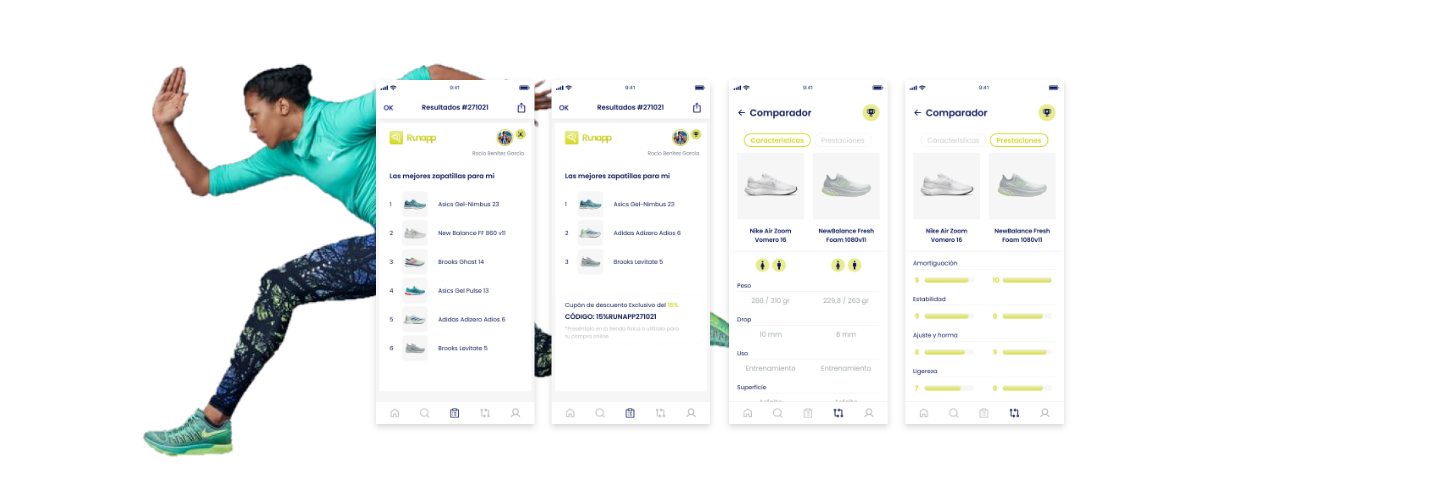 9:41
OK
Resultados #271021
Runapp
Rocío Benítez García
Las mejores zapatillas para mi
1 Asics Gel-Nimbus 23
2 New Balance FF 860 v11
3 Brooks Ghost 14
4 Asics Gel Pulse 13
5 Adidas Adizero Adios 6
6 Brooks Levitate 5
9:41
OK
Resultados #271021
Runapp
Rocío Benítez García
Las mejores zapatillas para mi
1 Asics Gel-Nimbus 23
2 Adidas Adizero Adios 6
3 Brooks Levitate 5
Cupón de descuento Exclusivo del 15%
CÓDIGO: 15%RUNAPP271021
*Preséntalo en la tienda física o utilízalo para
tu compra online.
9:41
Comparador
Características Prestaciones
Nike Air Zoom
Vomero 16
NewBalance Fresh
Foam 1080v11
Peso
288 / 310 gr 229,8 / 263 gr
Drop
10 mm 8 mm
Uso
Entrenamiento Entrenamiento
Superficie
9:41
Comparador
Características Prestaciones
Nike Air Zoom
Vomero 16
NewBalance Fresh
Foam 1080v11
Amortiguación
9 10
Estabilidad
9 9
Ajuste y horma
8 9
Ligereza
7 8